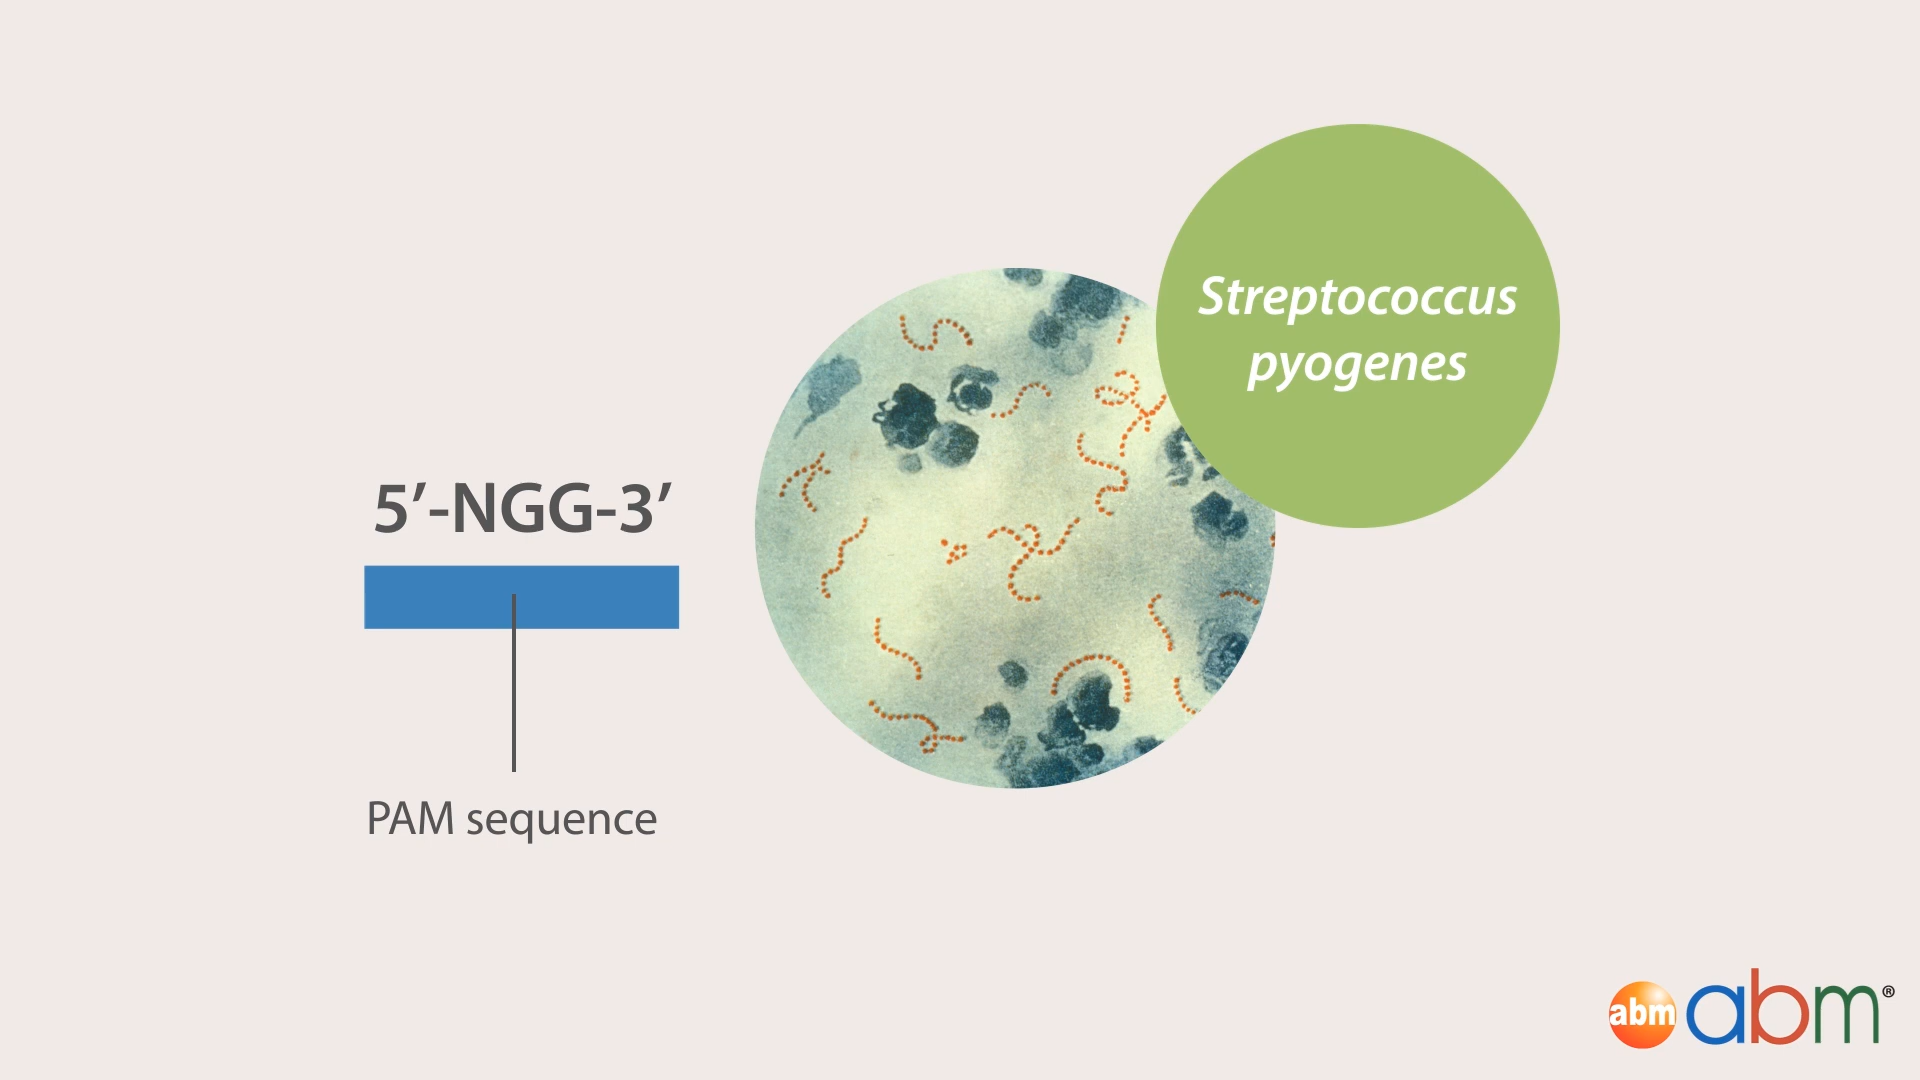 Streptococcus
pyogenes
5′-NGG-3′
PAM sequence
abm abm®